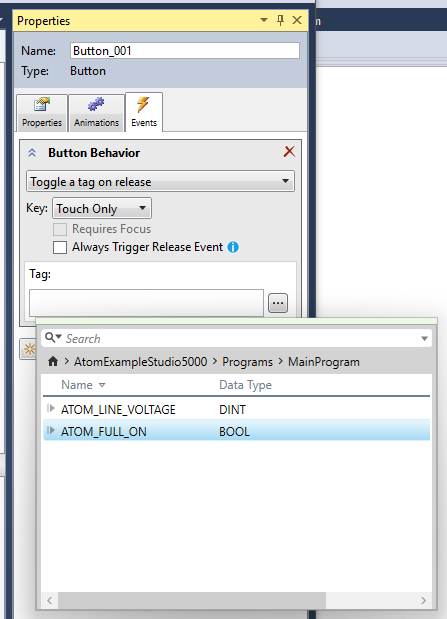 Properties
m
Name: Button_001
Type: Button
Properties Animations Events
Button Behavior
Toggle a tag on release
Key: Touch Only
Requires Focus
Always Trigger Release Event
Tag:
...
Search
AtomExampleStudio5000 > Programs > MainProgram
Name Data Type
ATOM_LINE_VOLTAGE DINT
ATOM_FULL_ON BOOL